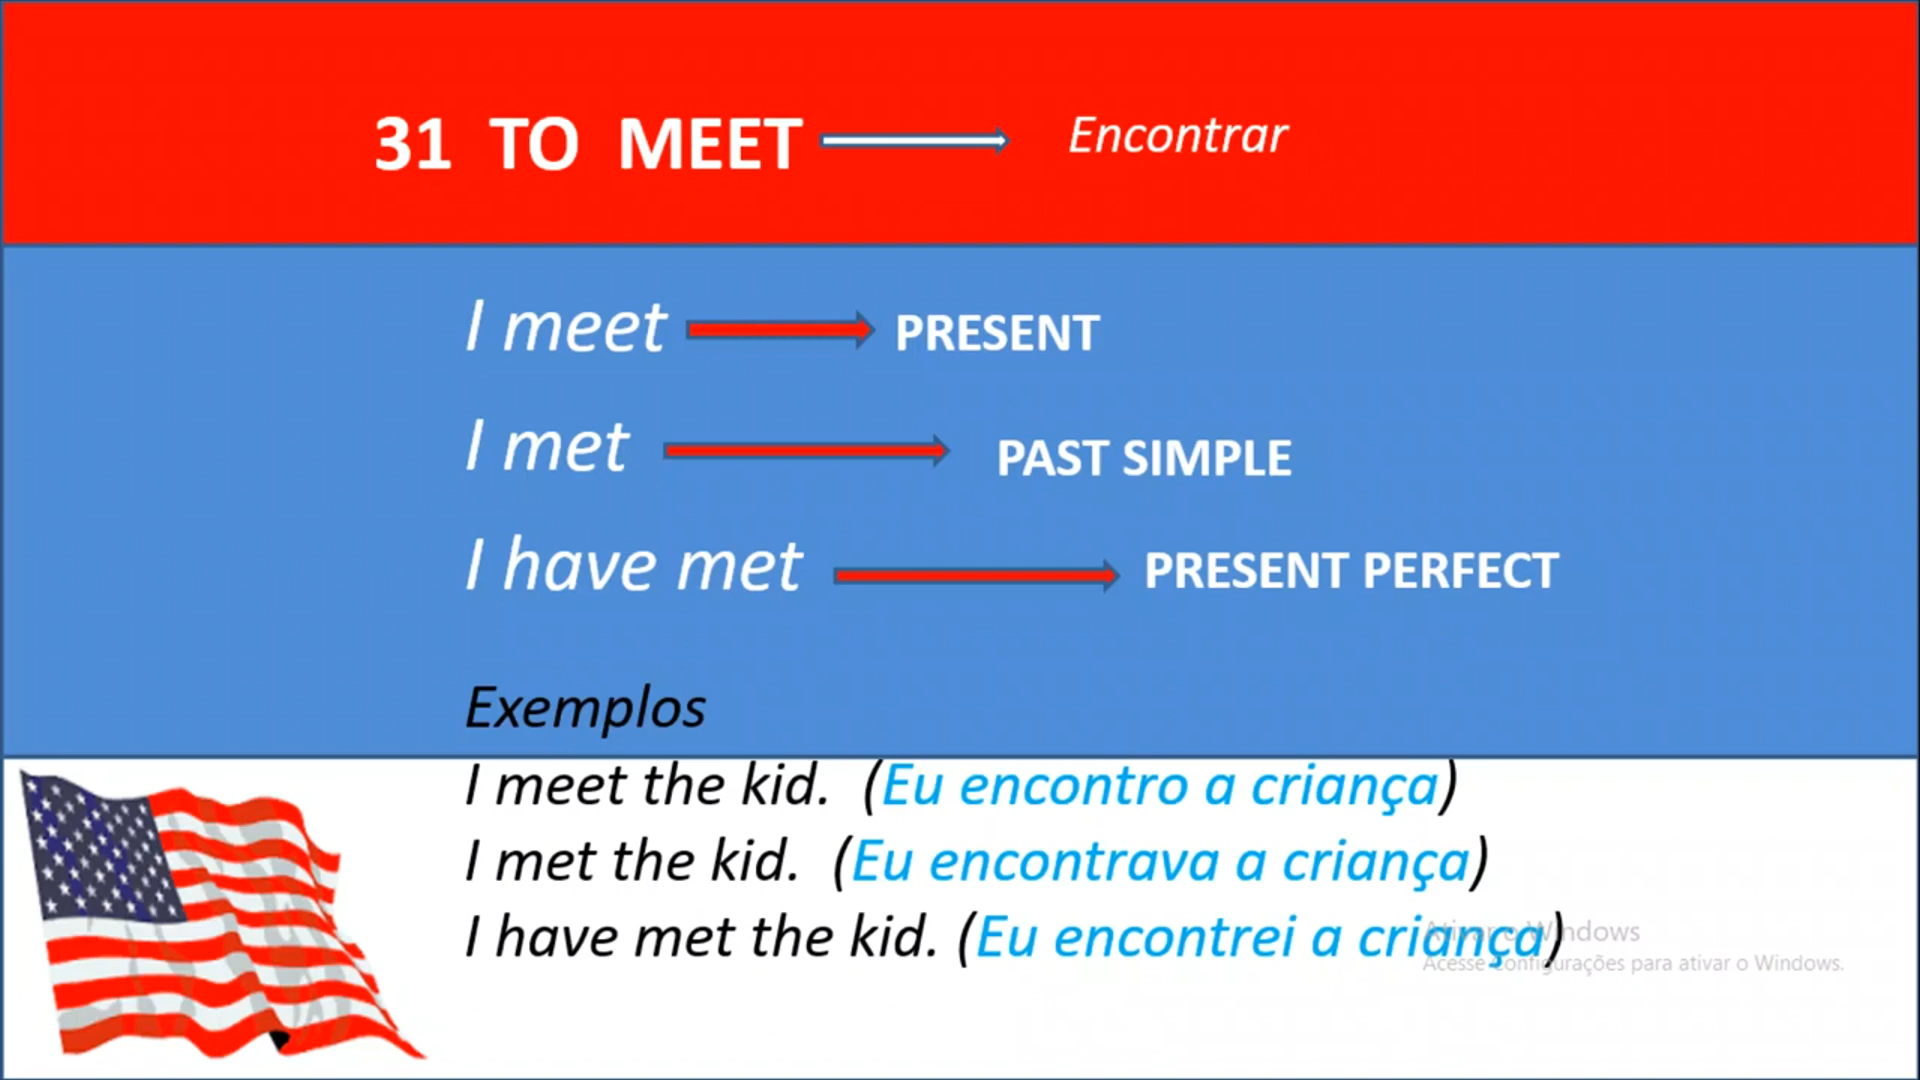 31 TO MEET Encontrar
I meet PRESENT
I met PAST SIMPLE
I have met PRESENT PERFECT
Exemplos
I meet the kid. (Eu encontro a criança)
I met the kid. (Eu encontrava a criança)
I have met the kid. (Eu encontrei a criança)
Ativar o Windows
Acesse Configurações para ativar o Windows.